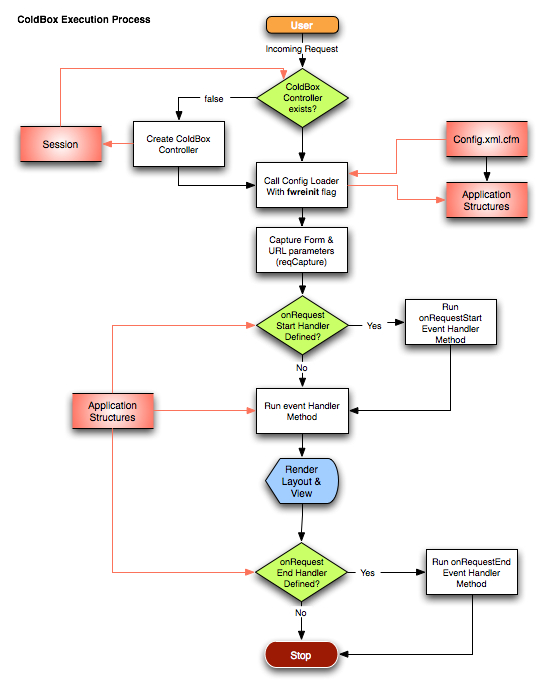 ColdBox Execution Process
User
Incoming Request
ColdBox
Controller
exists?
false
Session
Create ColdBox
Controller
Config.xml.cfm
Call Config Loader
With fwreinit flag
Application
Structures
Capture Form &
URL parameters
(reqCapture)
onRequest
Start Handler
Defined?
Yes
Run
onRequestStart
Event Handler
Method
No
Application
Structures
Run event Handler
Method
Render
Layout &
View
onRequest
End Handler
Defined?
Yes
Run onRequestEnd
Event Handler
Method
No
Stop